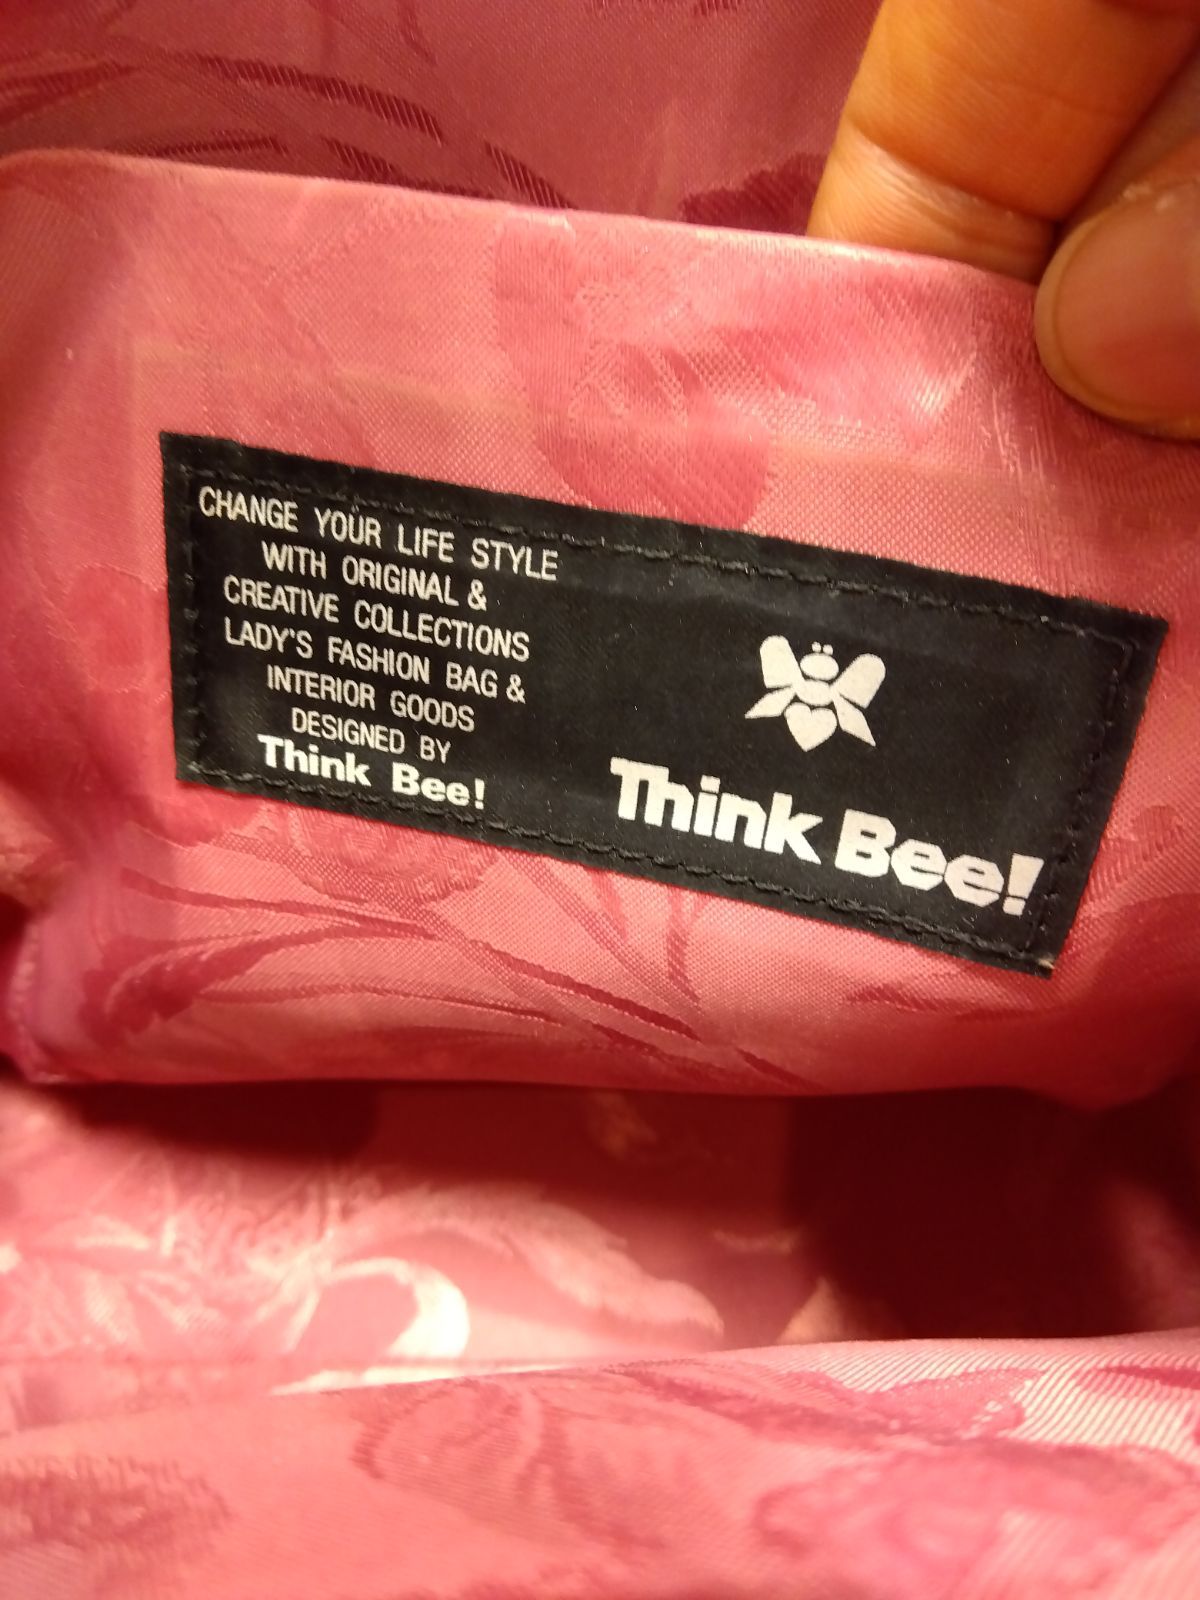 CHANGE YOUR LIFE STYLE
WITH ORIGINAL &
CREATIVE COLLECTIONS
LADY'S FASHION BAG &
INTERIOR GOODS
DESIGNED BY
Think Bee!
Think Bee!